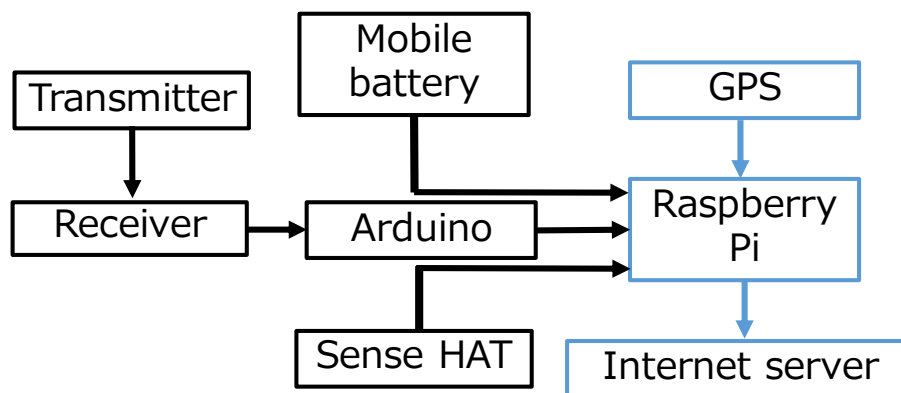 Mobile
battery
Transmitter
GPS
Receiver
Arduino
Raspberry
Pi
Sense HAT
Internet server